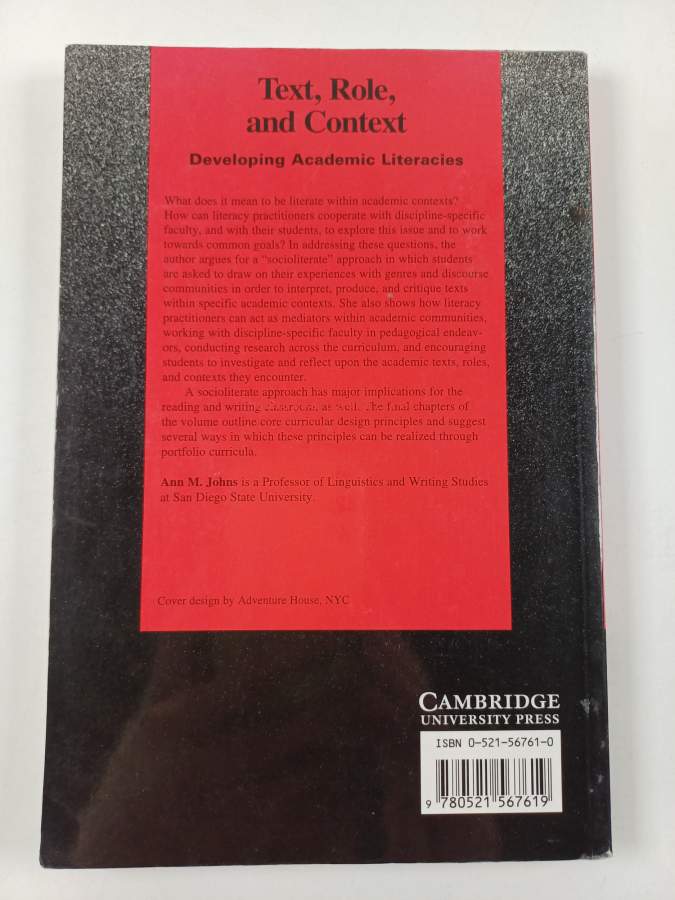 Text, Role,
and Context
Developing Academic Literacies
What does it mean to be literate within academic contexts?
How can literacy practitioners cooperate with discipline-specific
faculty, and with their students, to explore this issue and to work
towards common goals? In addressing these questions, the
author argues for a “socioliterate” approach in which students
are asked to draw on their experiences with genres and discourse
communities in order to interpret, produce, and critique texts
within specific academic contexts. She also shows how literacy
practitioners can act as mediators within academic communities,
working with discipline-specific faculty in pedagogical endeav-
ors, conducting research across the curriculum, and encouraging
students to investigate and reflect upon the academic texts, roles,
and contexts they encounter.
A socioliterate approach has major implications for the
reading and writing classroom, as well. The final chapters of
the volume outline core curricular design principles and suggest
several ways in which these principles can be realized through
portfolio curricula.
Ann M. Johns is a Professor of Linguistics and Writing Studies
at San Diego State University.
Cover design by Adventure House, NYC
CAMBRIDGE
UNIVERSITY PRESS
ISBN 0-521-56761-0
9 780521 567619